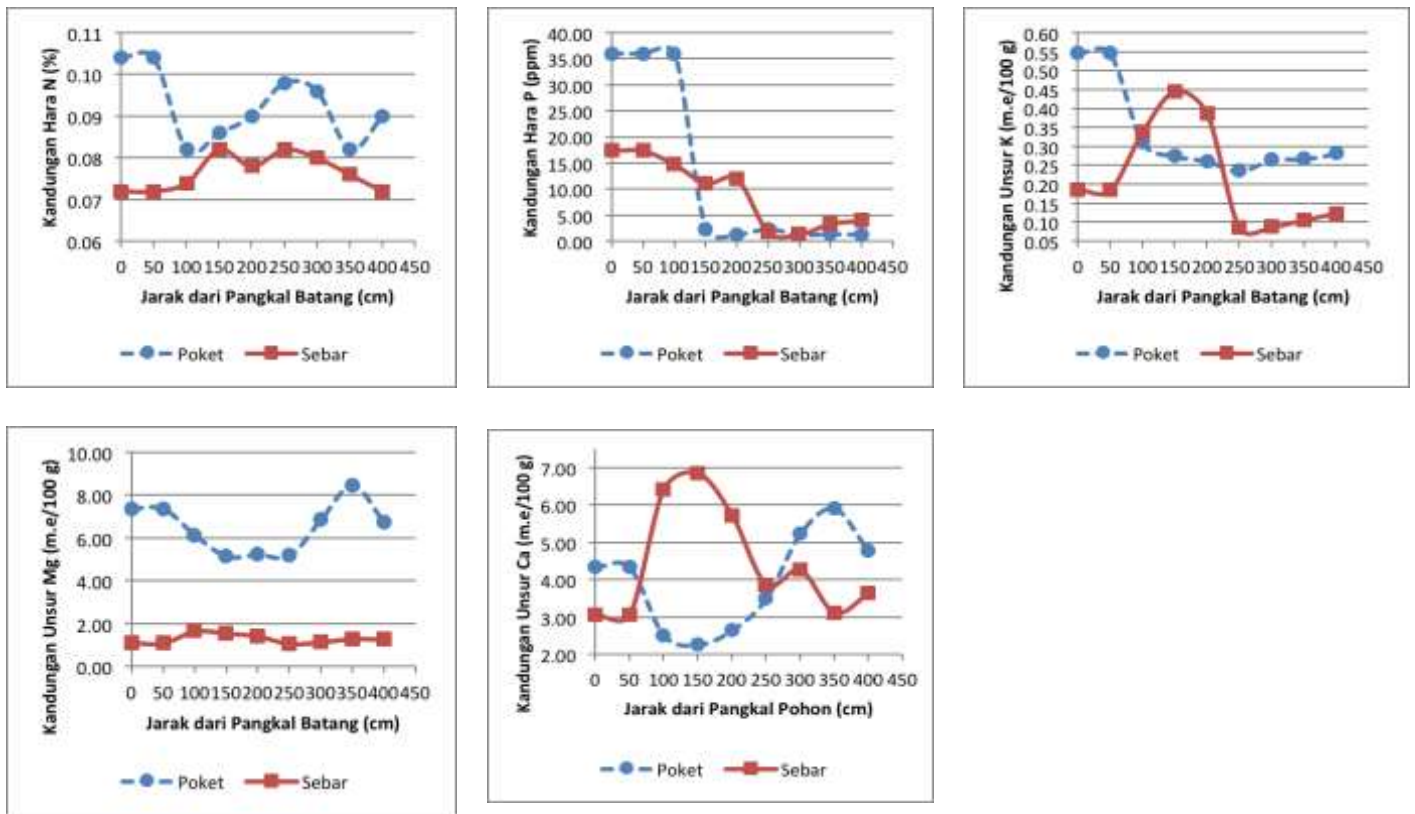 Kandungan Hara N (%)
0.11
0.10
0.09
0.08
0.07
0.06
0 50 100 150 200 250 300 350 400 450
Jarak dari Pangkal Batang (cm)
Poket Sebar
Kandungan Hara P (ppm)
40.00
35.00
30.00
25.00
20.00
15.00
10.00
5.00
0.00
0 50 100 150 200 250 300 350 400 450
Jarak dari Pangkal Batang (cm)
Poket Sebar
Kandungan Unsur K (m.e/100 g)
0.60
0.55
0.50
0.45
0.40
0.35
0.30
0.25
0.20
0.15
0.10
0.05
0 50 100 150 200 250 300 350 400 450
Jarak dari Pangkal Batang (cm)
Poket Sebar
Kandungan Unsur Mg (m.e/100 g)
10.00
8.00
6.00
4.00
2.00
0.00
0 50 100 150 200 250 300 350 400 450
Jarak dari Pangkal Batang (cm)
Poket Sebar
Kandungan Unsur Ca (m.e/100 g)
7.00
6.00
5.00
4.00
3.00
2.00
0 50 100 150 200 250 300 350 400 450
Jarak dari Pangkal Pohon (cm)
Poket Sebar